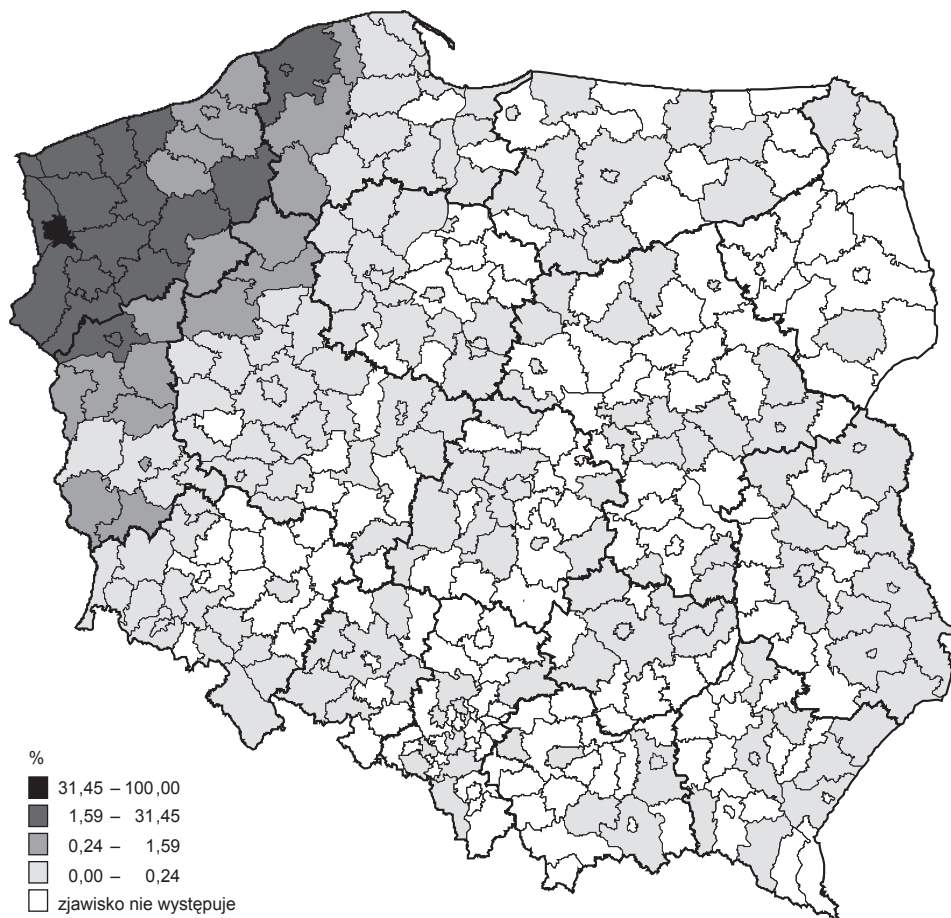 %
31,45 – 100,00
1,59 – 31,45
0,24 – 1,59
0,00 – 0,24
zjawisko nie występuje